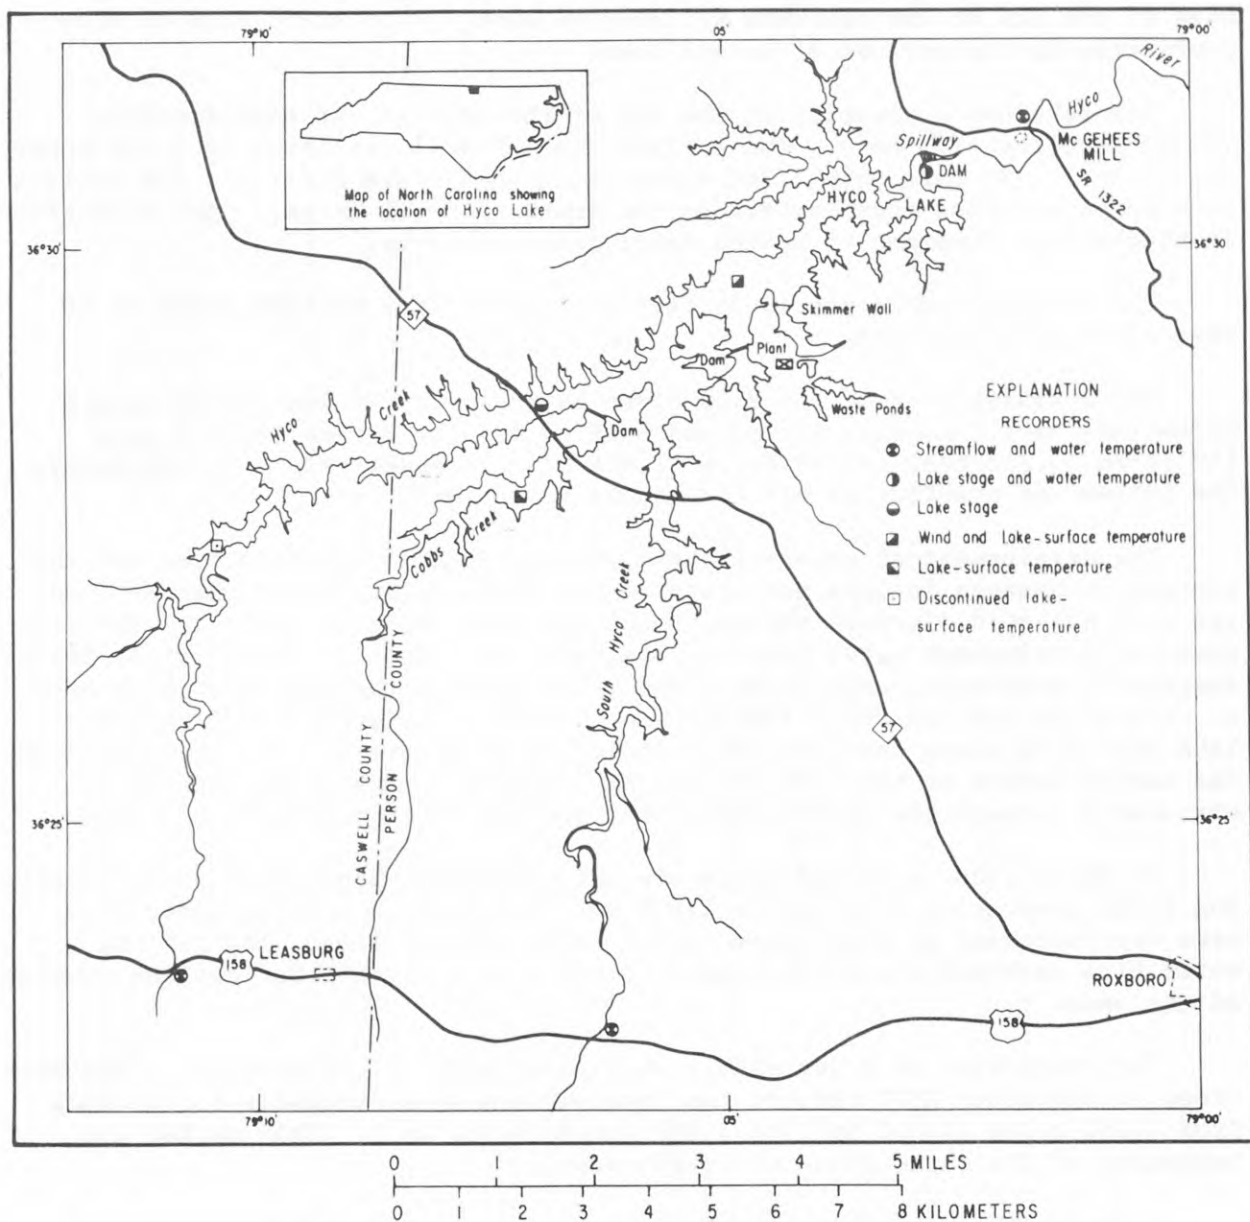 79°10'
05'
79°00'
River
Hyco
Spillway
Mc GEHEES
MILL
DAM
SR 1322
HYCO
LAKE
Map of North Carolina showing
the location of Hyco Lake
36°30'
36°30'
57
Skimmer Wall
Dam
Plant
Waste Ponds
Hyco Creek
Dam
Cobbs Creek
South Hyco Creek
EXPLANATION
RECORDERS
Streamflow and water temperature
Lake stage and water temperature
Lake stage
Wind and lake-surface temperature
Lake-surface temperature
Discontinued lake-
surface temperature
57
CASWELL COUNTY
PERSON COUNTY
36°25'
36°25'
LEASBURG
158
ROXBORO
158
79°10'
05'
79°00'
0 1 2 3 4 5 MILES
0 1 2 3 4 5 6 7 8 KILOMETERS